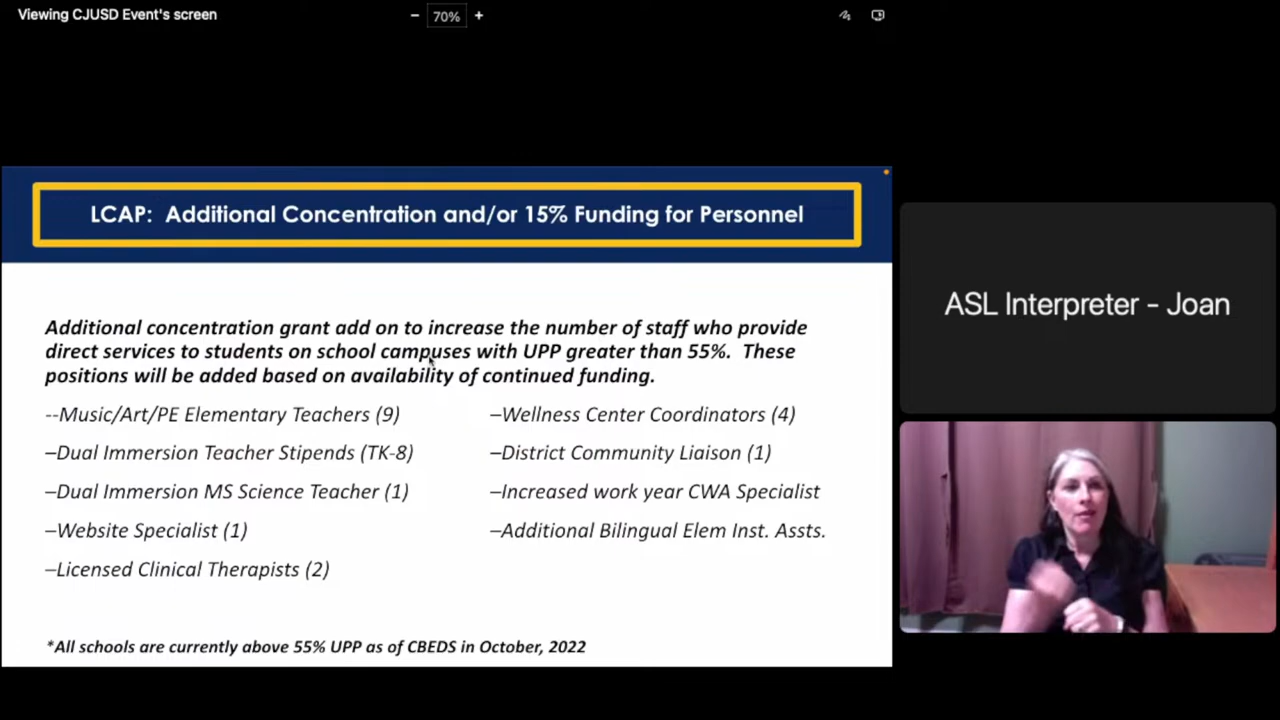 Viewing CJUSD Event's screen
− 70% +
LCAP: Additional Concentration and/or 15% Funding for Personnel
Additional concentration grant add on to increase the number of staff who provide
direct services to students on school campuses with UPP greater than 55%. These
positions will be added based on availability of continued funding.
--Music/Art/PE Elementary Teachers (9)
–Dual Immersion Teacher Stipends (TK-8)
–Dual Immersion MS Science Teacher (1)
–Website Specialist (1)
–Licensed Clinical Therapists (2)
–Wellness Center Coordinators (4)
–District Community Liaison (1)
–Increased work year CWA Specialist
–Additional Bilingual Elem Inst. Assts.
*All schools are currently above 55% UPP as of CBEDS in October, 2022
ASL Interpreter - Joan